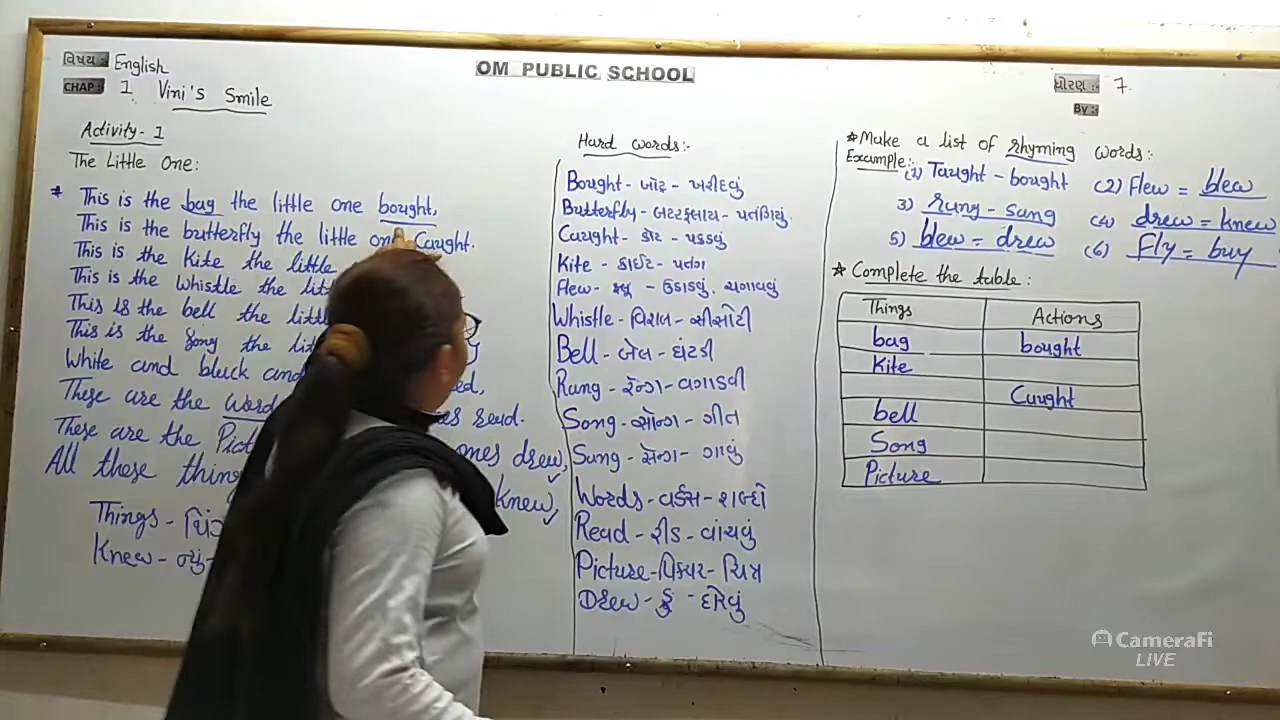 વિષય :- English
OM PUBLIC SCHOOL
ધોરણ :- 7.
CHAP :- 1 Vini's Smile
By :-
Activity - 1
The Little One :
* This is the bag the little one bought,
This is the butterfly the little one Caught.
This is the Kite the little
This is the Whistle the
This is the bell the
This is the Song the
White and black and
These are the read.
These are the ones drew,
All these knew,
Things -
Knew - ન્યું -
Hard words :-
Bought - બોટ - ખરીદવું
Butterfly - બટરફલાય - પતંગિયું.
Caught - કોટ - પકડવું
Kite - કાઈટ - પતંગ
Flew - ફ્લૂ - ઉડાડવું, ચગાવવું
Whistle - વિસલ - સીસોટી
Bell - બેલ - ઘંટડી
Rang - રેન્ગ - વગાડવી
Song - સોન્ગ - ગીત
Sang - સેન્ગ - ગાવું
Words - વર્ડસ - શબ્દો
Read - રીડ - વાંચવું
Picture - પિક્ચર - ચિત્ર
Drew - ડ્રુ - દોરવું
* Make a list of rhyming words :
Example :- (1) Taught - bought (2) Flew = blew
3) rang - sang (4) drew = knew
5) blew = drew (6) Fly = buy
* Complete the table :
Things Actions
bag bought
Kite
Caught
bell
Song
Picture
CameraFi
LIVE